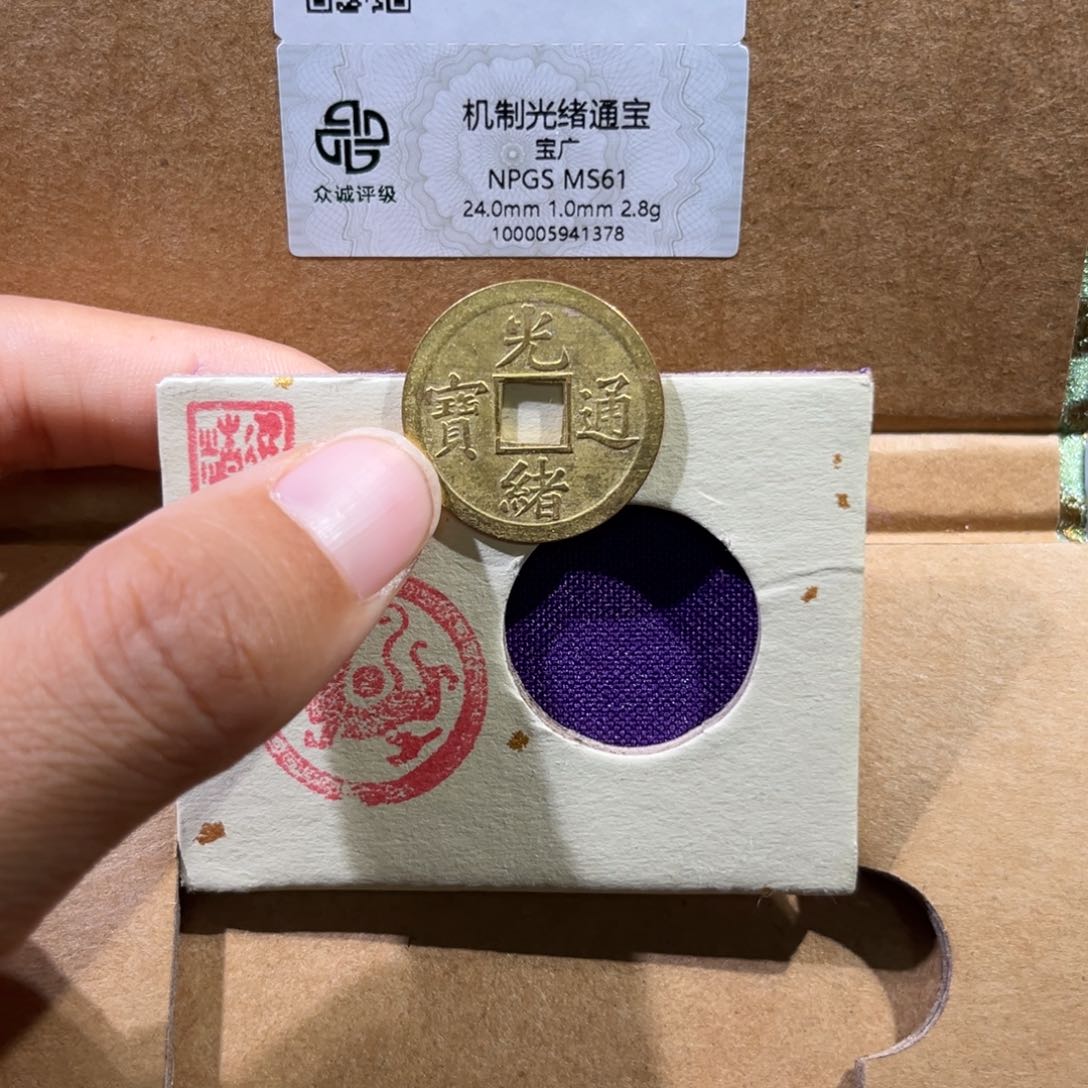 机制光绪通宝
宝广
NPGS MS61
众诚评级
24.0mm 1.0mm 2.8g
100005941378
光
寶 通
緒